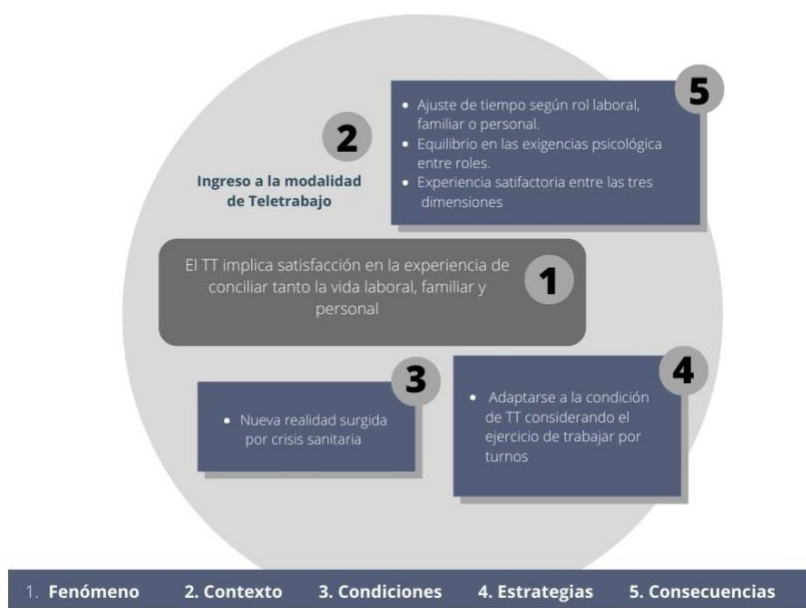 5
• Ajuste de tiempo según rol laboral,
familiar o personal.
• Equilibrio en las exigencias psicológica
entre roles.
• Experiencia satifactoria entre las tres
dimensiones
2
Ingreso a la modalidad
de Teletrabajo
El TT implica satisfacción en la experiencia de
conciliar tanto la vida laboral, familiar y
personal
1
3
• Nueva realidad surgida
por crisis sanitaria
4
• Adaptarse a la condición
de TT considerando el
ejercicio de trabajar por
turnos
1. Fenómeno 2. Contexto 3. Condiciones 4. Estrategias 5. Consecuencias